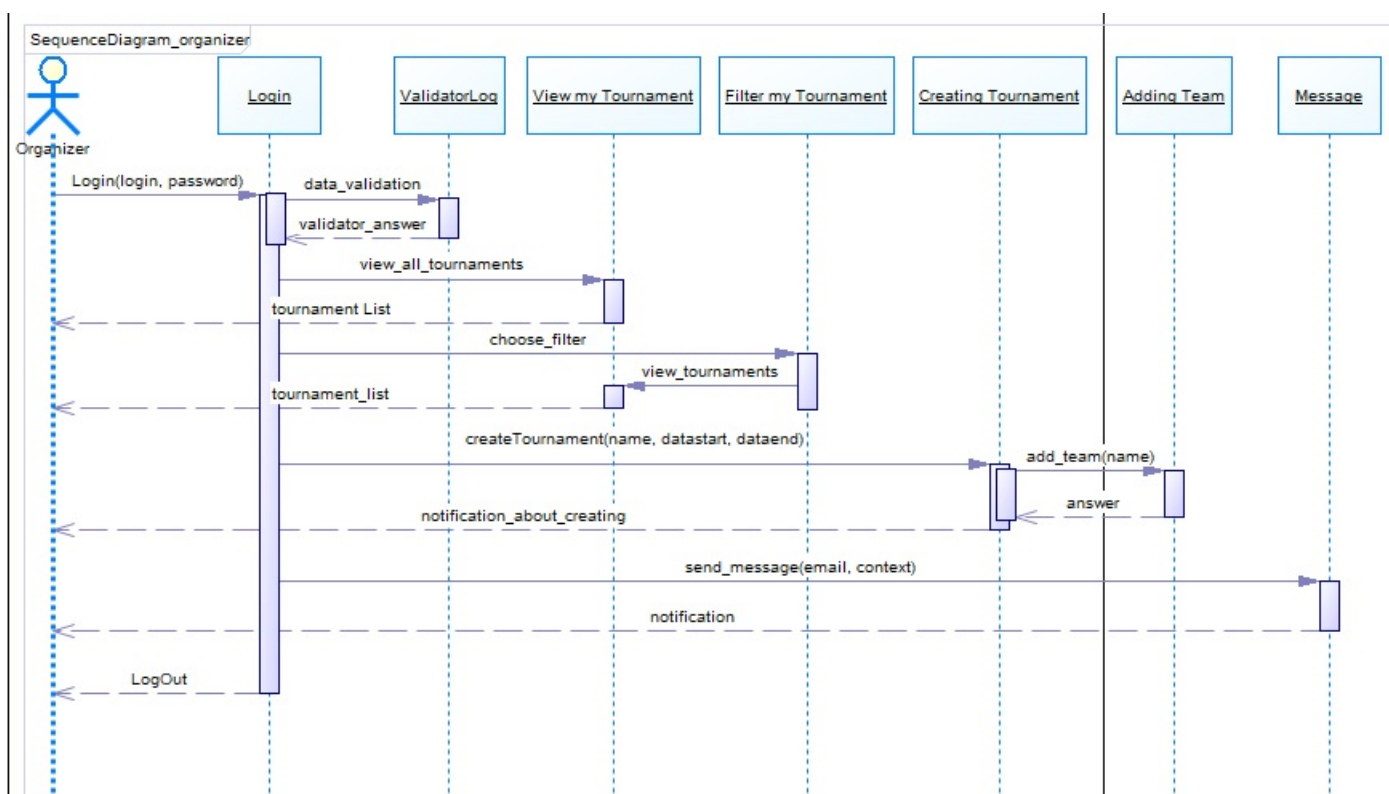 SequenceDiagram_organizer
Login
ValidatorLog
View my Tournament
Filter my Tournament
Creating Tournament
Adding Team
Message
Organizer
Login(login, password)
data_validation
validator_answer
view_all_tournaments
tournament List
choose_filter
view_tournaments
tournament_list
createTournament(name, datastart, dataend)
add_team(name)
answer
notification_about_creating
send_message(email, context)
notification
LogOut